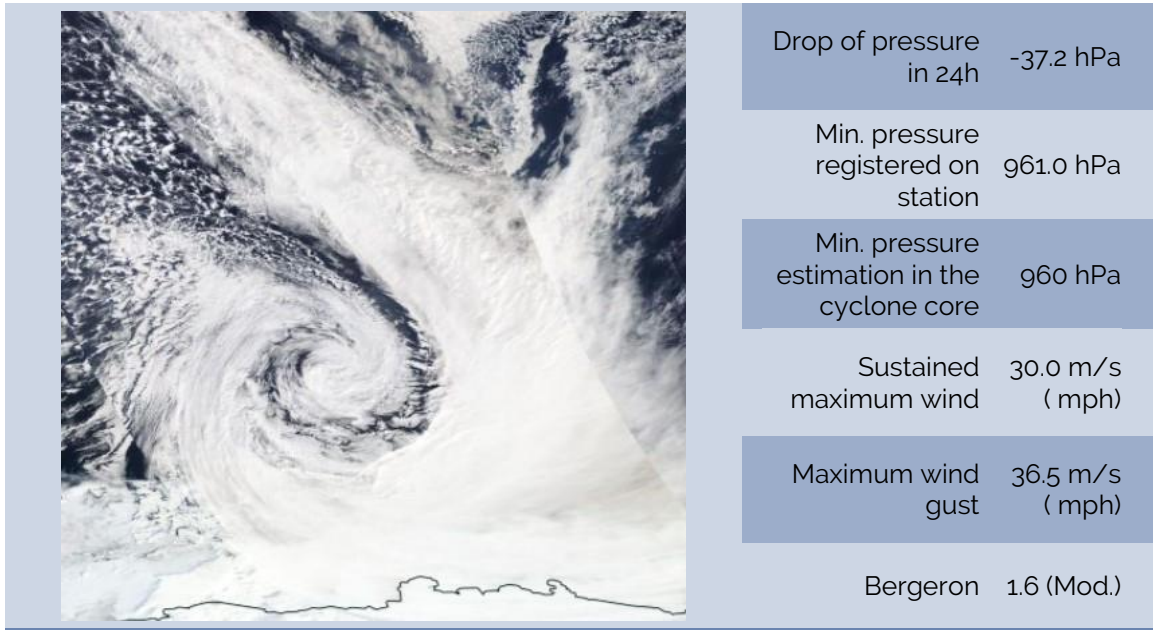 Drop of pressure
in 24h
-37.2 hPa
Min. pressure
registered on
station
961.0 hPa
Min. pressure
estimation in the
cyclone core
960 hPa
Sustained
maximum wind
30.0 m/s
( mph)
Maximum wind
gust
36.5 m/s
( mph)
Bergeron
1.6 (Mod.)